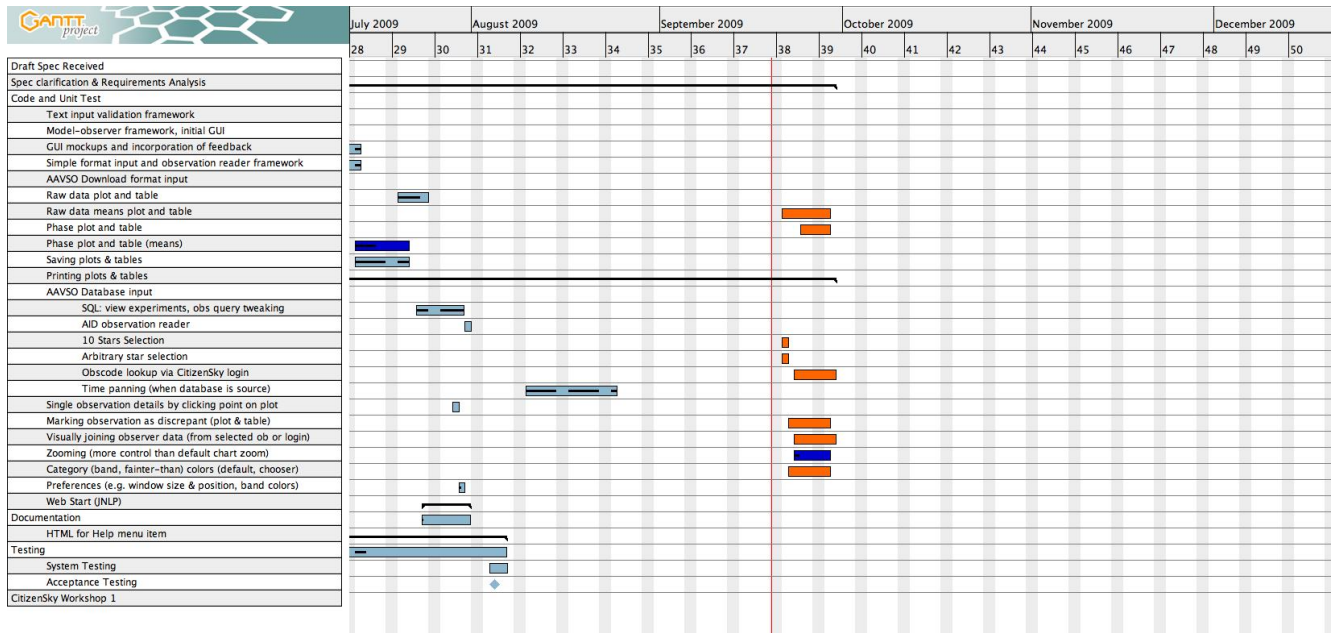 GANTT
project
July 2009 August 2009 September 2009 October 2009 November 2009 December 2009
28 29 30 31 32 33 34 35 36 37 38 39 40 41 42 43 44 45 46 47 48 49 50
Draft Spec Received
Spec clarification & Requirements Analysis
Code and Unit Test
Text input validation framework
Model-observer framework, initial GUI
GUI mockups and incorporation of feedback
Simple format input and observation reader framework
AAVSO Download format input
Raw data plot and table
Raw data means plot and table
Phase plot and table
Phase plot and table (means)
Saving plots & tables
Printing plots & tables
AAVSO Database input
SQL: view experiments, obs query tweaking
AID observation reader
10 Stars Selection
Arbitrary star selection
Obscode lookup via CitizenSky login
Time panning (when database is source)
Single observation details by clicking point on plot
Marking observation as discrepant (plot & table)
Visually joining observer data (from selected ob or login)
Zooming (more control than default chart zoom)
Category (band, fainter-than) colors (default, chooser)
Preferences (e.g. window size & position, band colors)
Web Start (JNLP)
Documentation
HTML for Help menu item
Testing
System Testing
Acceptance Testing
CitizenSky Workshop 1